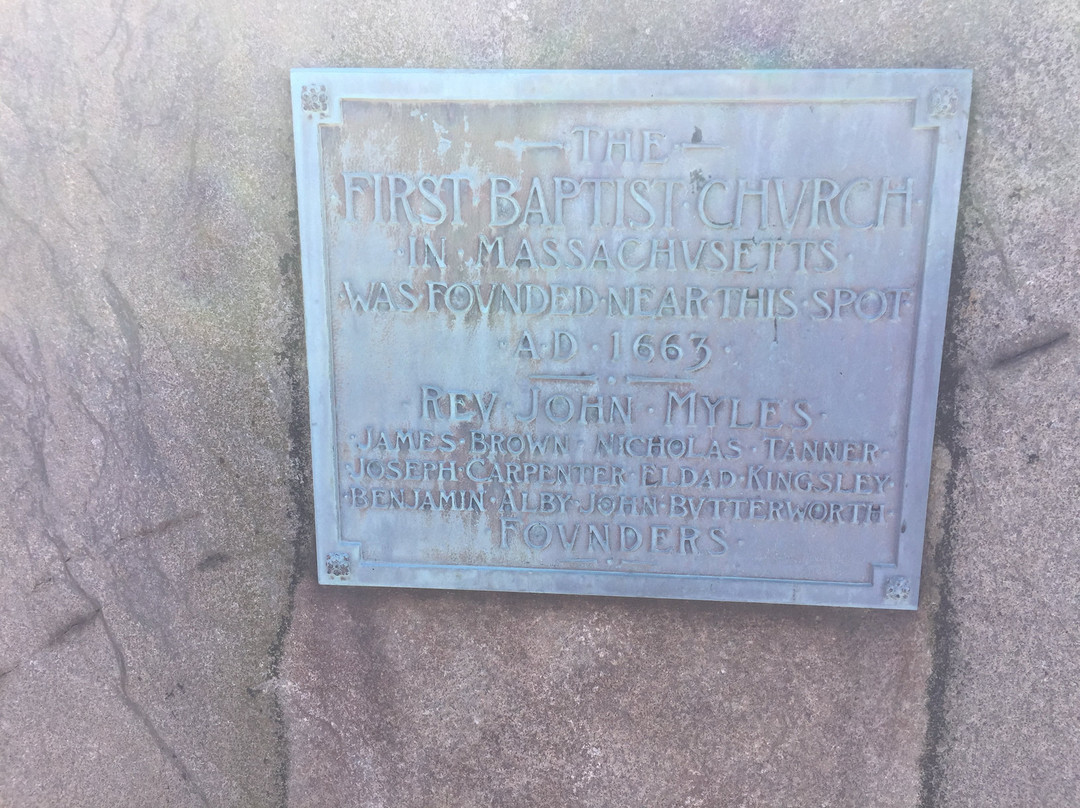 THE
FIRST·BAPTIST·CHVRCH
·IN·MASSACHVSETTS·
·WAS·FOVNDED·NEAR·THIS·SPOT·
·A·D·1663·
·REV·JOHN·MYLES·
·JAMES·BROWN·NICHOLAS·TANNER·
·JOSEPH·CARPENTER·ELDAD·KINGSLEY·
·BENJAMIN·ALBY·JOHN·BVTTERWORTH·
·FOVNDERS·